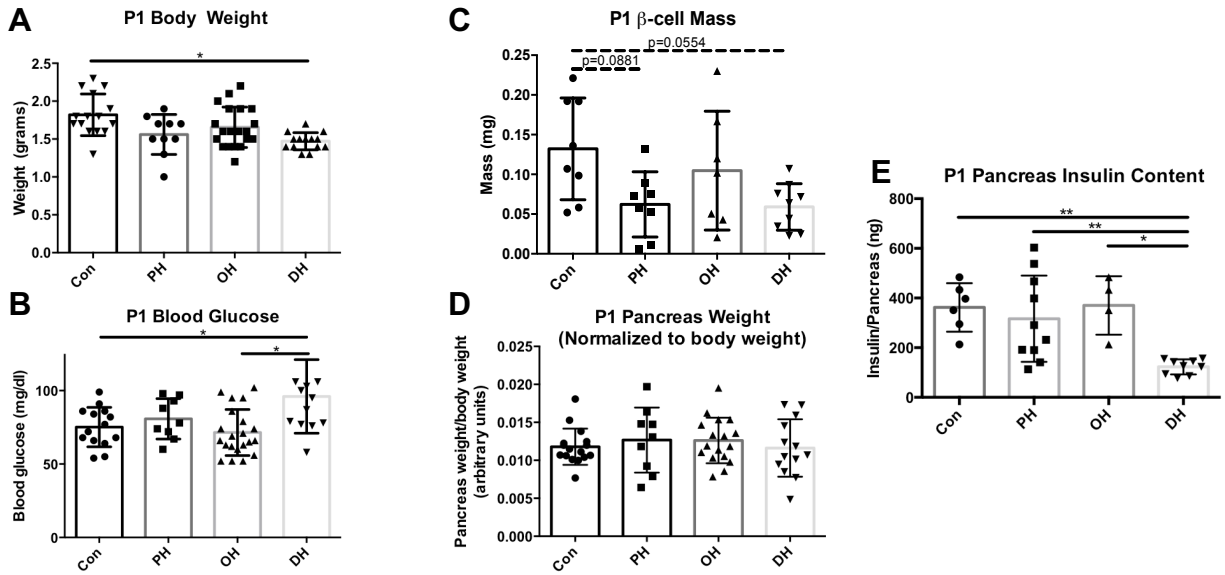 A
P1 Body Weight
*
Weight (grams)
2.5
2.0
1.5
1.0
0.5
0.0
Con
PH
OH
DH
B
P1 Blood Glucose
*
*
Blood glucose (mg/dl)
100
50
0
Con
PH
OH
DH
C
P1 β-cell Mass
p=0.0554
p=0.0881
Mass (mg)
0.25
0.20
0.15
0.10
0.05
0.00
Con
PH
OH
DH
D
P1 Pancreas Weight
(Normalized to body weight)
Pancreas weight/body weight
(arbitrary units)
0.025
0.020
0.015
0.010
0.005
0.000
Con
PH
OH
DH
E
P1 Pancreas Insulin Content
**
**
*
Insulin/Pancreas (ng)
800
600
400
200
0
Con
PH
OH
DH